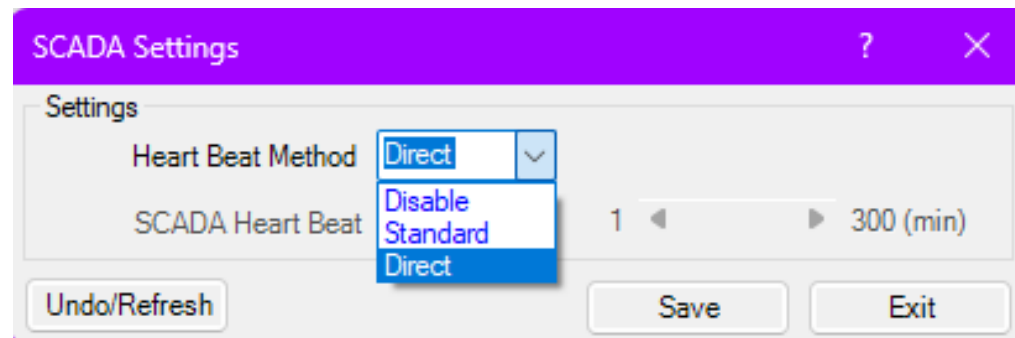 SCADA Settings ? ×
Settings
Heart Beat Method Direct
Disable
SCADA Heart Beat 1 300 (min)
Standard
Direct
Undo/Refresh Save Exit